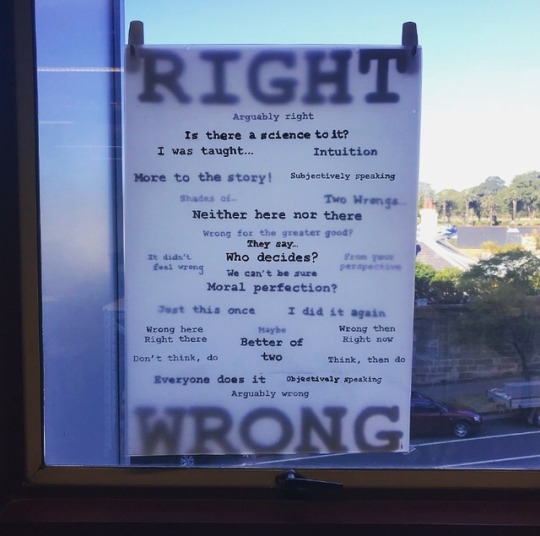 RIGHT
Arguably right
Is there a science to it?
I was taught... Intuition
More to the story! Subjectively speaking
Shades of... Two Wrongs...
Neither here nor there
Wrong for the greater good?
They say...
It didn't feel wrong
Who decides?
from your perspective
We can't be sure
Moral perfection?
Just this once I did it again
Wrong here
Right there
Maybe
Better of two
Wrong then
Right now
Don't think, do
Think, then do
Everyone does it Objectively speaking
Arguably wrong
WRONG